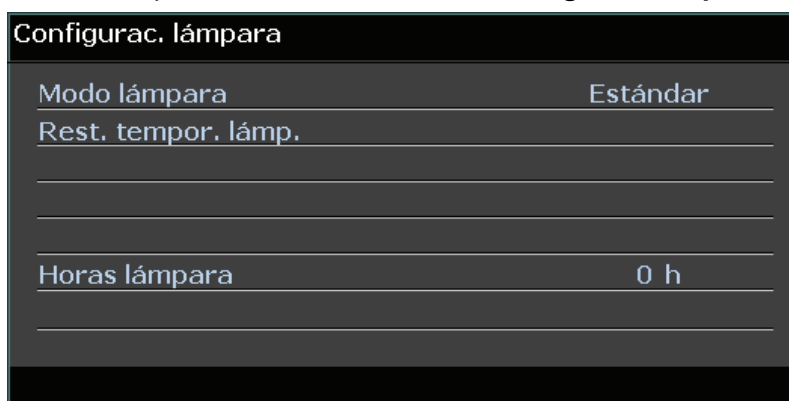 Configurac. lámpara
Modo lámpara Estándar
Rest. tempor. lámp.
Horas lámpara 0 h